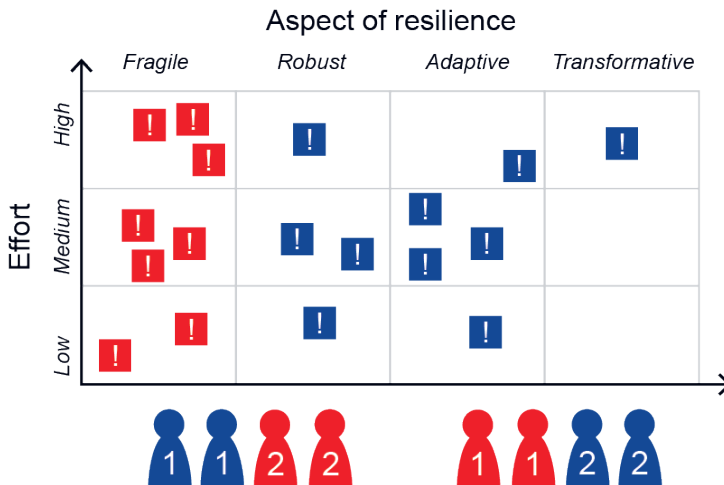 Aspect of resilience
Fragile Robust Adaptive Transformative
Effort
High
! ! ! ! ! !
Medium
! ! ! ! ! ! ! !
Low
! ! ! !
1 1 2 2 1 1 2 2